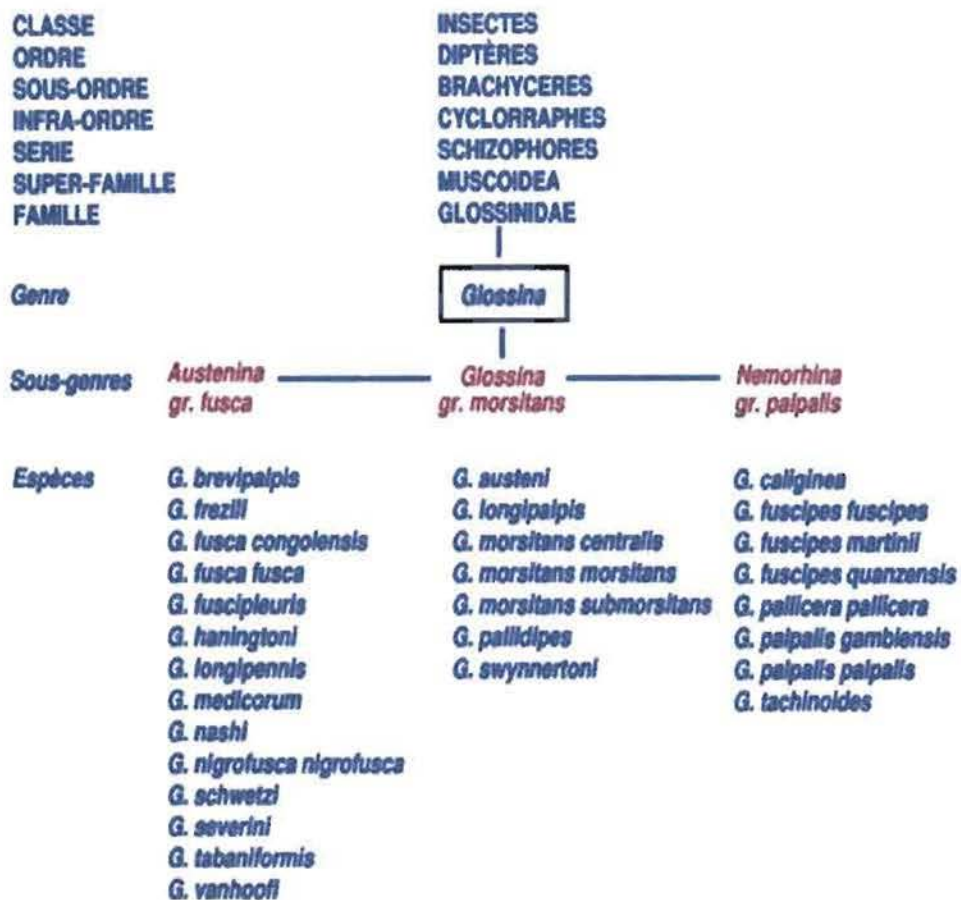 CLASSE INSECTES
ORDRE DIPTÈRES
SOUS-ORDRE BRACHYCERES
INFRA-ORDRE CYCLORRAPHES
SERIE SCHIZOPHORES
SUPER-FAMILLE MUSCOIDEA
FAMILLE GLOSSINIDAE
Genre Glossina
Sous-genres Austenina Glossina Nemorhina
gr. fusca gr. morsitans gr. palpalis
Espèces G. brevipalpis G. austeni G. caliginea
G. frezili G. longipalpis G. fuscipes fuscipes
G. fusca congolensis G. morsitans centralis G. fuscipes martinii
G. fusca fusca G. morsitans morsitans G. fuscipes quanzensis
G. fuscipleuris G. morsitans submorsitans G. pallicera pallicera
G. haningtoni G. pallidipes G. palpalis gambiensis
G. longipennis G. swynnertoni G. palpalis palpalis
G. medicorum G. tachinoides
G. nashi
G. nigrofusca nigrofusca
G. schwetzi
G. severini
G. tabaniformis
G. vanhoofi